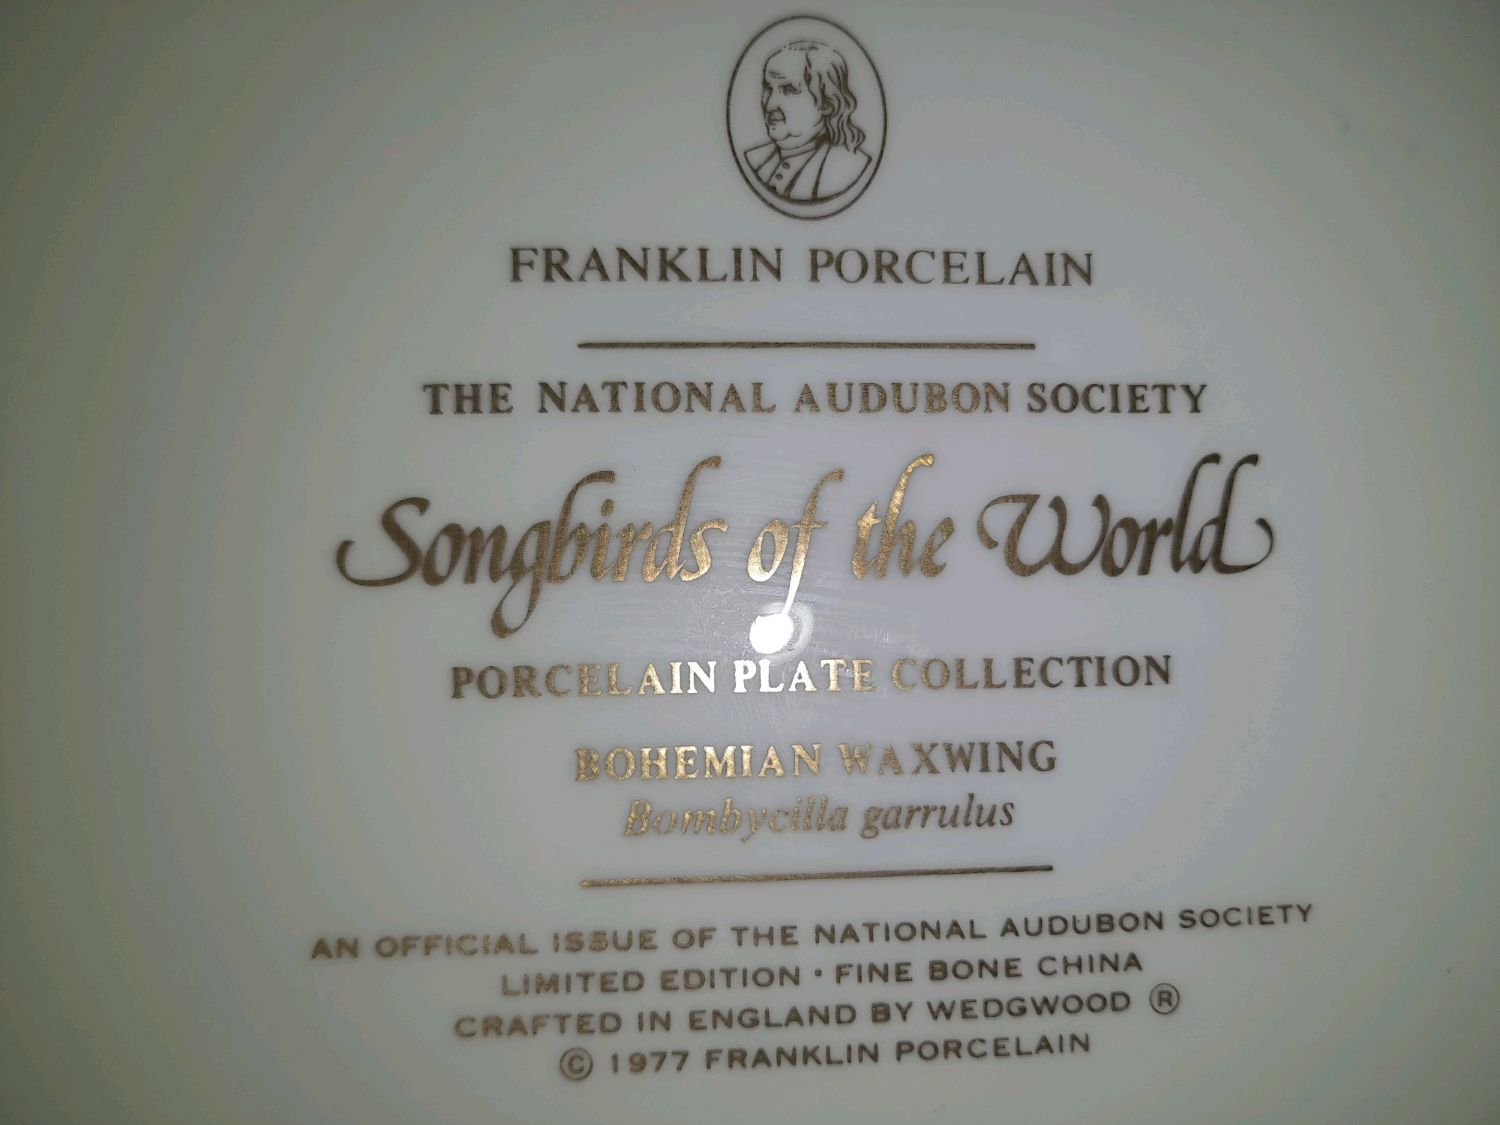 FRANKLIN PORCELAIN
THE NATIONAL AUDUBON SOCIETY
Songbirds of the World
PORCELAIN PLATE COLLECTION
BOHEMIAN WAXWING
Bombycilla garrulus
AN OFFICIAL ISSUE OF THE NATIONAL AUDUBON SOCIETY
LIMITED EDITION · FINE BONE CHINA
CRAFTED IN ENGLAND BY WEDGWOOD ®
© 1977 FRANKLIN PORCELAIN